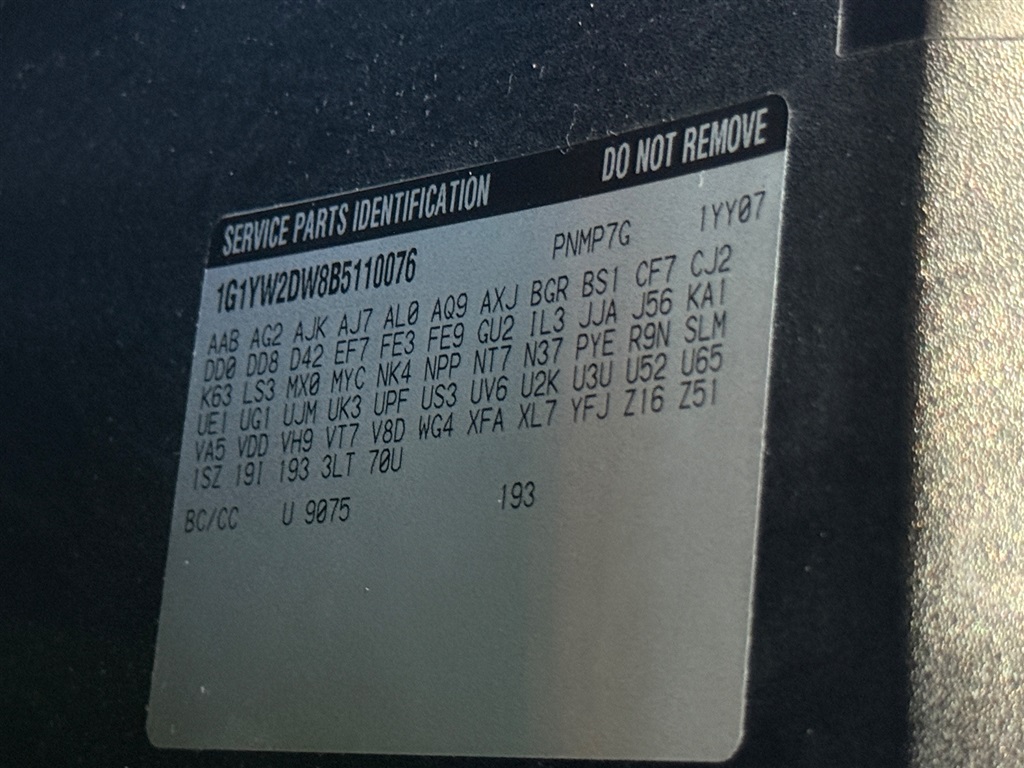 SERVICE PARTS IDENTIFICATION DO NOT REMOVE
1G1YW2DW8B5110076 PNMP7G 1YY07
AAB AG2 AJK AJ7 AL0 AQ9 AXJ BGR BS1 CF7 CJ2
DD0 DD8 D42 EF7 FE3 FE9 GU2 IL3 JJA J56 KA1
K63 LS3 MX0 MYC NK4 NPP NT7 N37 PYE R9N SLM
UE1 UG1 UJM UK3 UPF US3 UV6 U2K U3U U52 U65
VA5 VDD VH9 VT7 V8D WG4 XFA XL7 YFJ Z16 Z51
1SZ 19I 193 3LT 70U
BC/CC U 9075 193